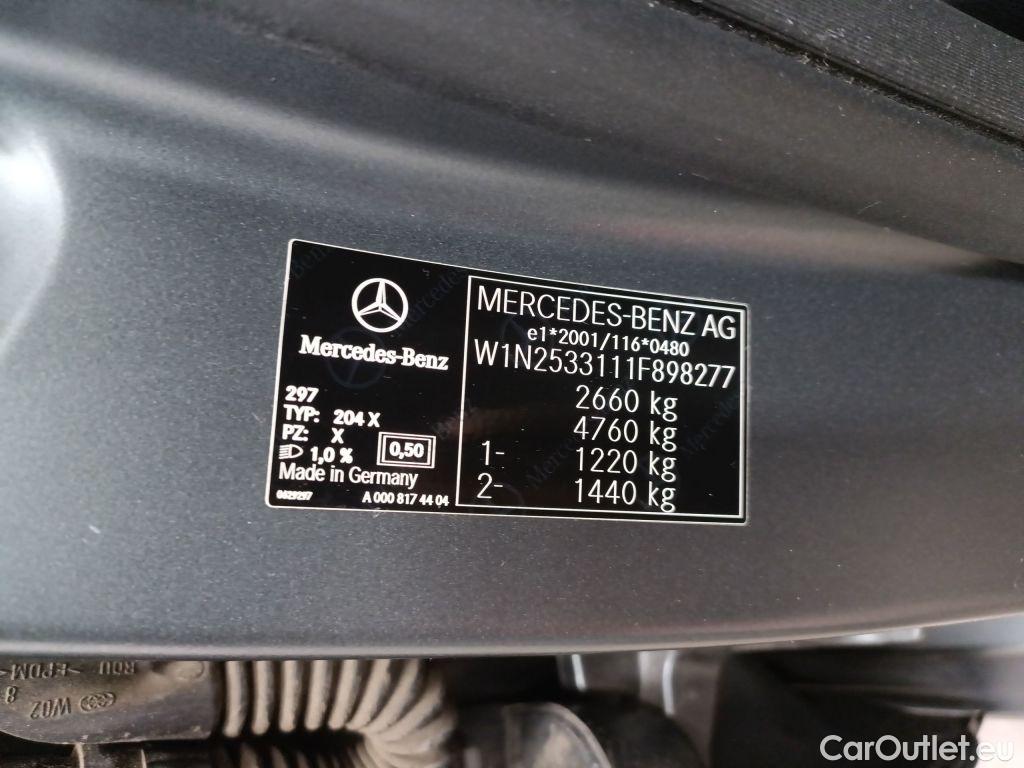 Mercedes-Benz
297
TYP: 204 X
PZ: X
1,0 %
0,50
Made in Germany
0829297
A 000 817 44 04
MERCEDES-BENZ AG
e1*2001/116*0480
W1N2533111F898277
2660 kg
4760 kg
1- 1220 kg
2- 1440 kg
CarOutlet.eu